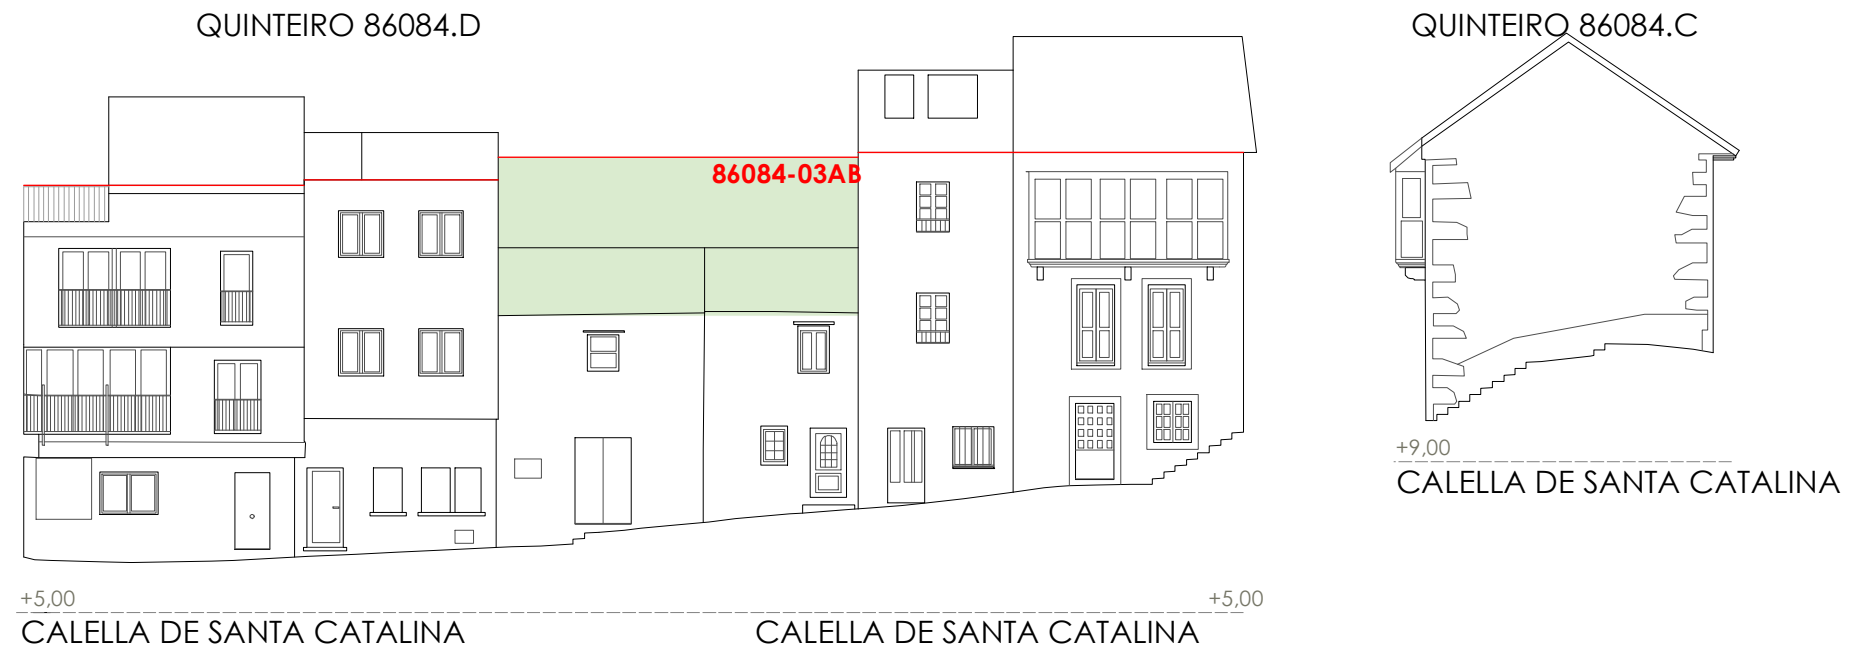 QUINTEIRO 86084.D
QUINTEIRO 86084.C
86084-03AB
+9,00
CALELLA DE SANTA CATALINA
+5,00
+5,00
CALELLA DE SANTA CATALINA
CALELLA DE SANTA CATALINA